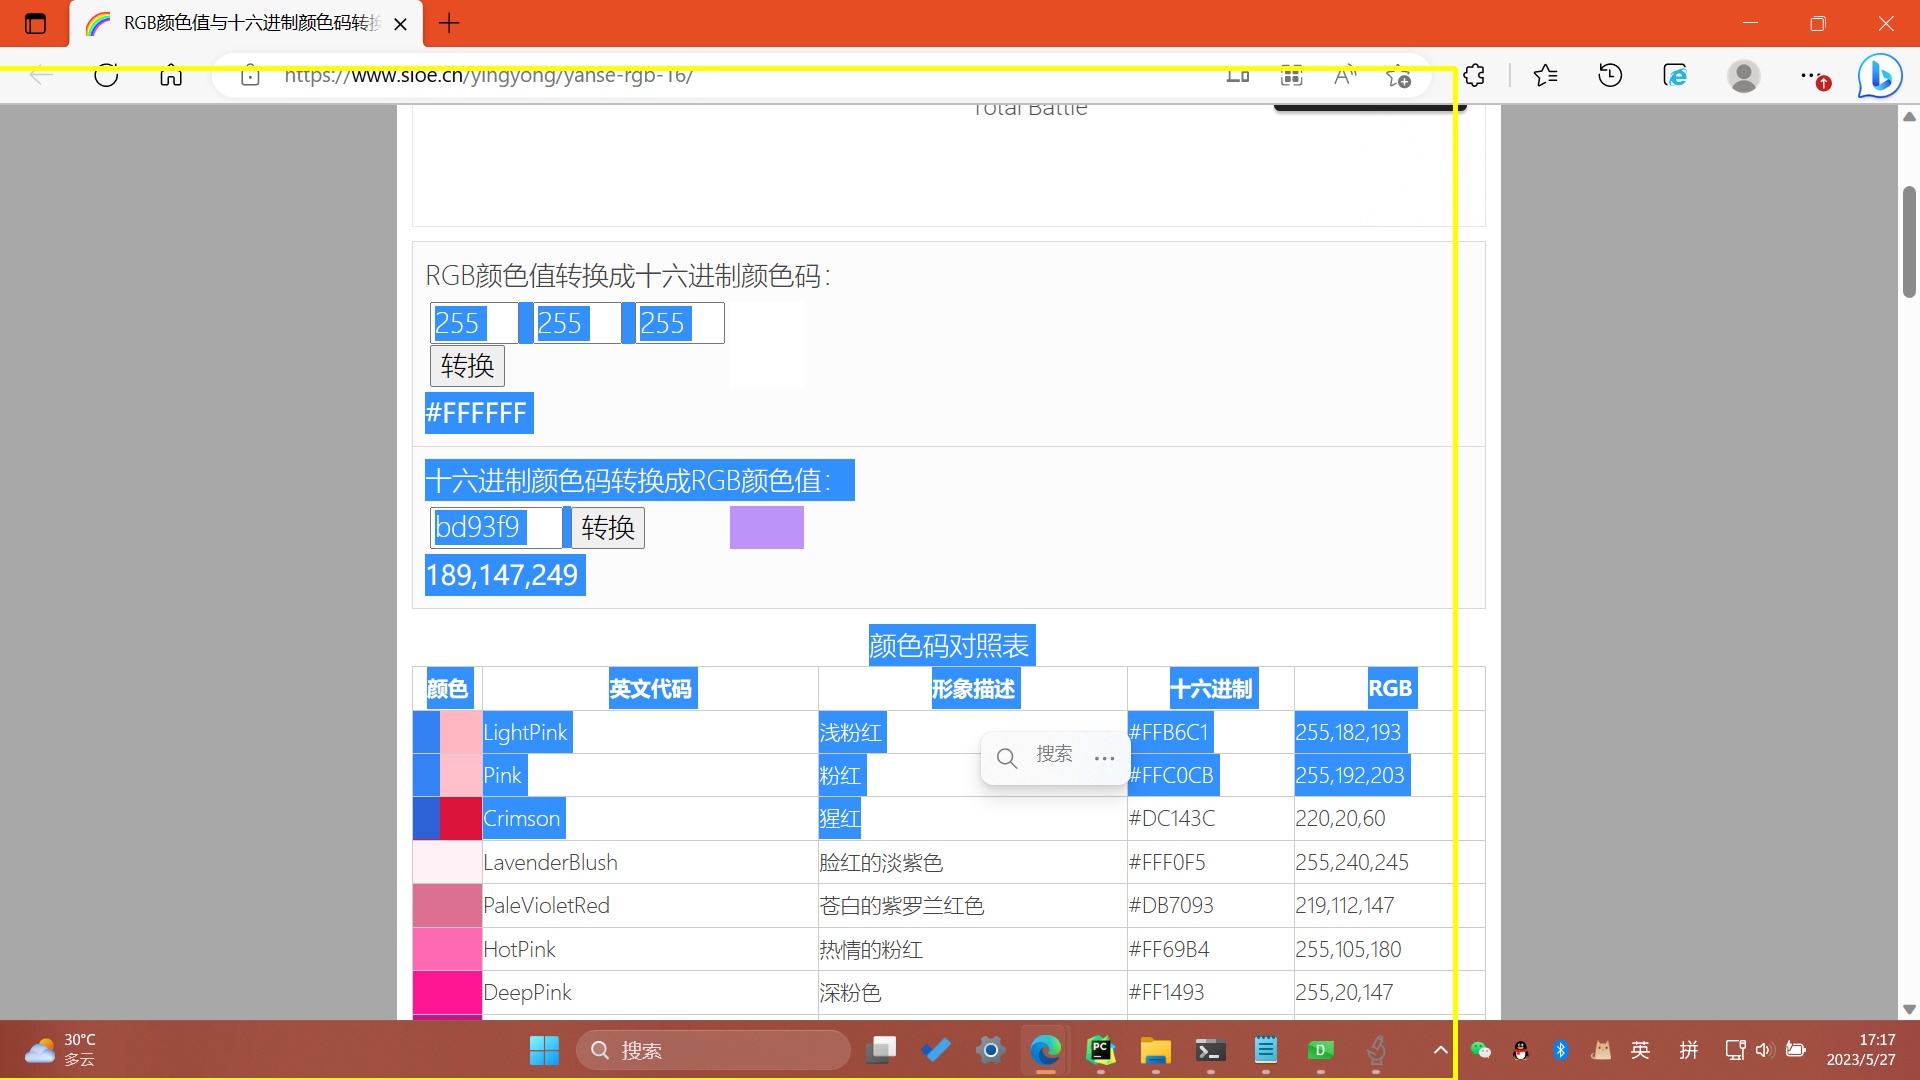 RGB颜色值与十六进制颜色码转换
https://www.sioe.cn/yingyong/yanse-rgb-16/
Total Battle
RGB颜色值转换成十六进制颜色码：
255 255 255
转换
#FFFFFF
十六进制颜色码转换成RGB颜色值：
bd93f9 转换
189,147,249
颜色码对照表
颜色 英文代码 形象描述 十六进制 RGB
LightPink 浅粉红 #FFB6C1 255,182,193
搜索
Pink 粉红 #FFC0CB 255,192,203
Crimson 猩红 #DC143C 220,20,60
LavenderBlush 脸红的淡紫色 #FFF0F5 255,240,245
PaleVioletRed 苍白的紫罗兰红色 #DB7093 219,112,147
HotPink 热情的粉红 #FF69B4 255,105,180
DeepPink 深粉色 #FF1493 255,20,147
30°C
多云
搜索
PC
D
英 拼
17:17
2023/5/27